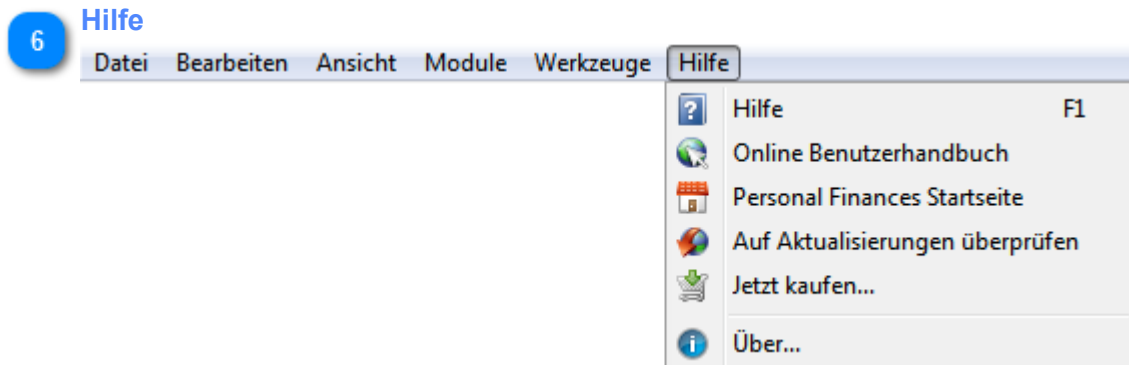 6
Hilfe
Datei Bearbeiten Ansicht Module Werkzeuge Hilfe
Hilfe F1
Online Benutzerhandbuch
Personal Finances Startseite
Auf Aktualisierungen überprüfen
Jetzt kaufen...
Über...